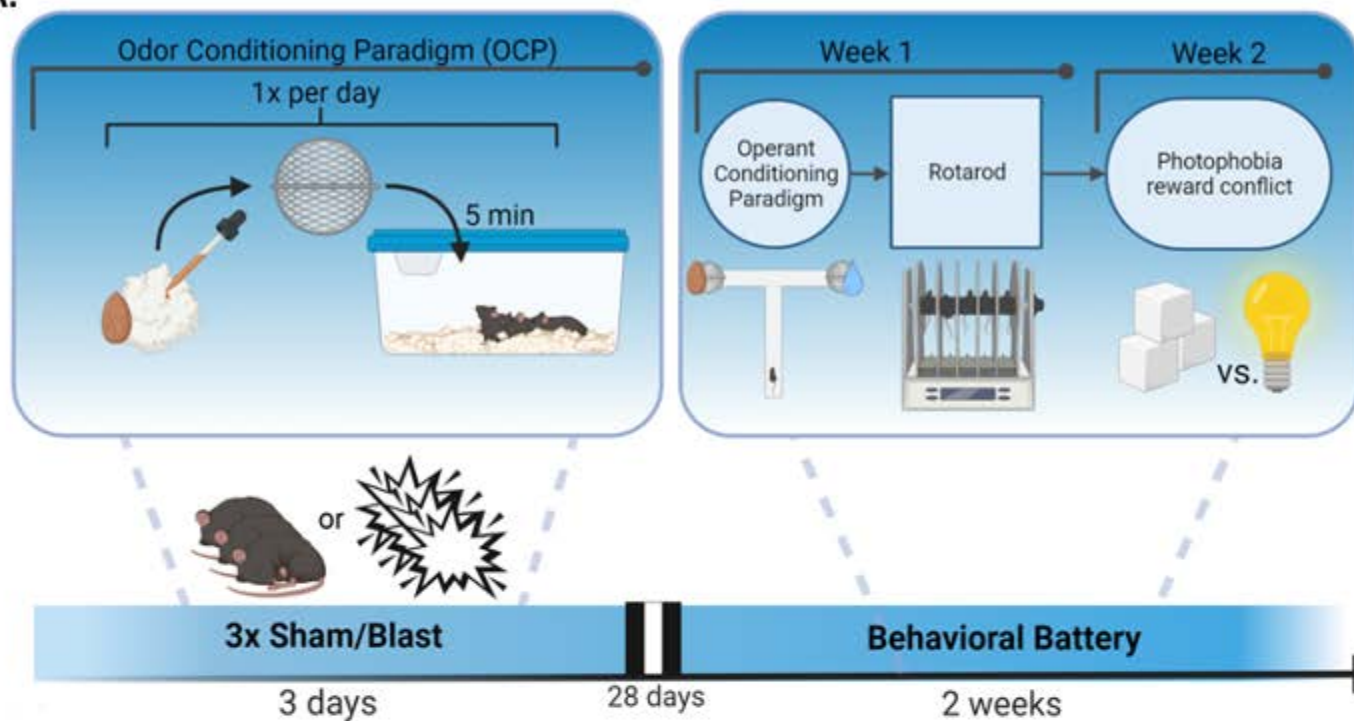 A.
Odor Conditioning Paradigm (OCP)
1x per day
5 min
Week 1
Week 2
Operant
Conditioning
Paradigm
Rotarod
Photophobia
reward conflict
vs.
or
3x Sham/Blast
Behavioral Battery
3 days
28 days
2 weeks